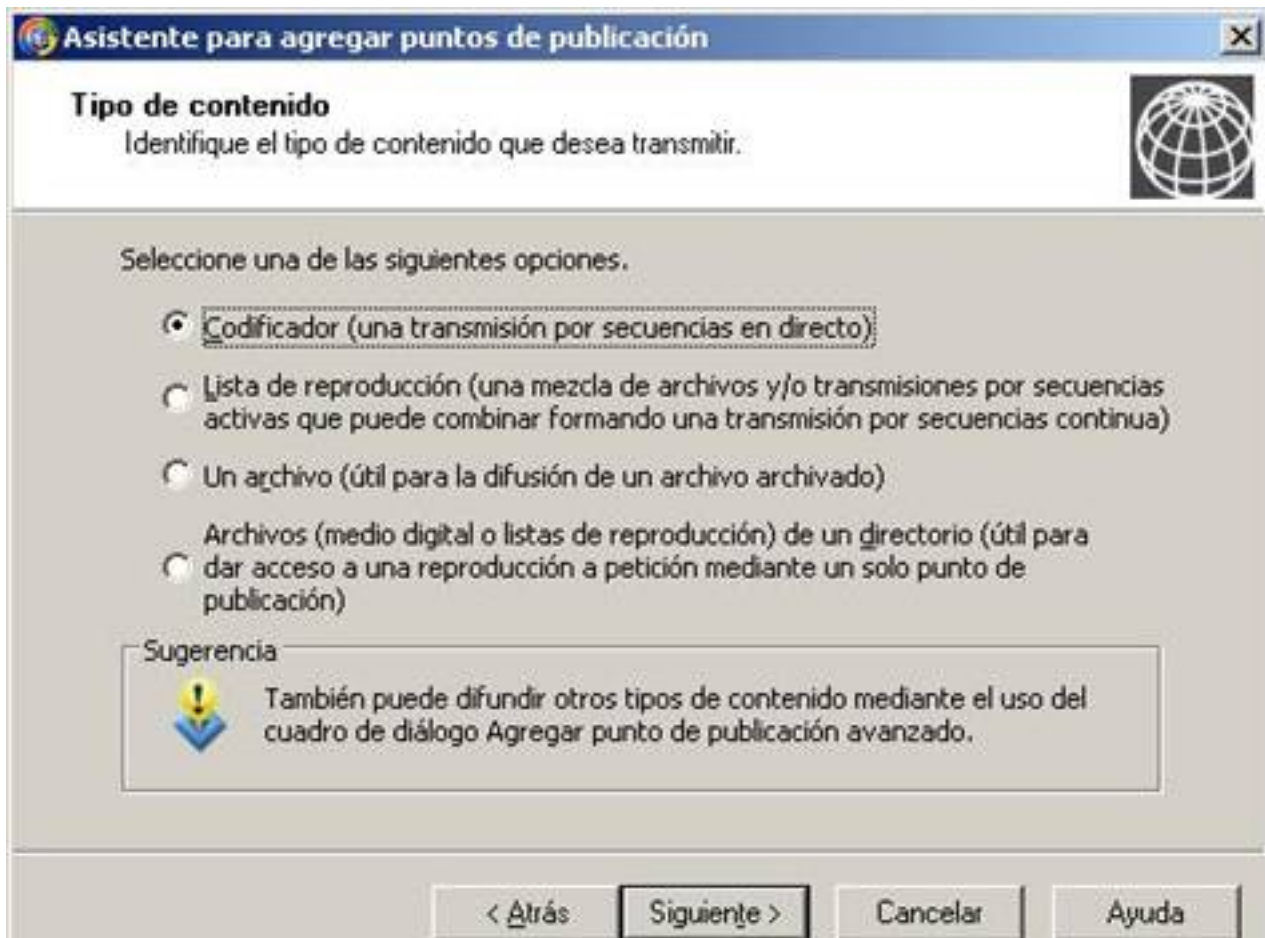 Asistente para agregar puntos de publicación
Tipo de contenido
Identifique el tipo de contenido que desea transmitir.
Seleccione una de las siguientes opciones.
Codificador (una transmisión por secuencias en directo)
Lista de reproducción (una mezcla de archivos y/o transmisiones por secuencias
activas que puede combinar formando una transmisión por secuencias continua)
Un archivo (útil para la difusión de un archivo archivado)
Archivos (medio digital o listas de reproducción) de un directorio (útil para
dar acceso a una reproducción a petición mediante un solo punto de
publicación)
Sugerencia
También puede difundir otros tipos de contenido mediante el uso del
cuadro de diálogo Agregar punto de publicación avanzado.
< Atrás
Siguiente >
Cancelar
Ayuda